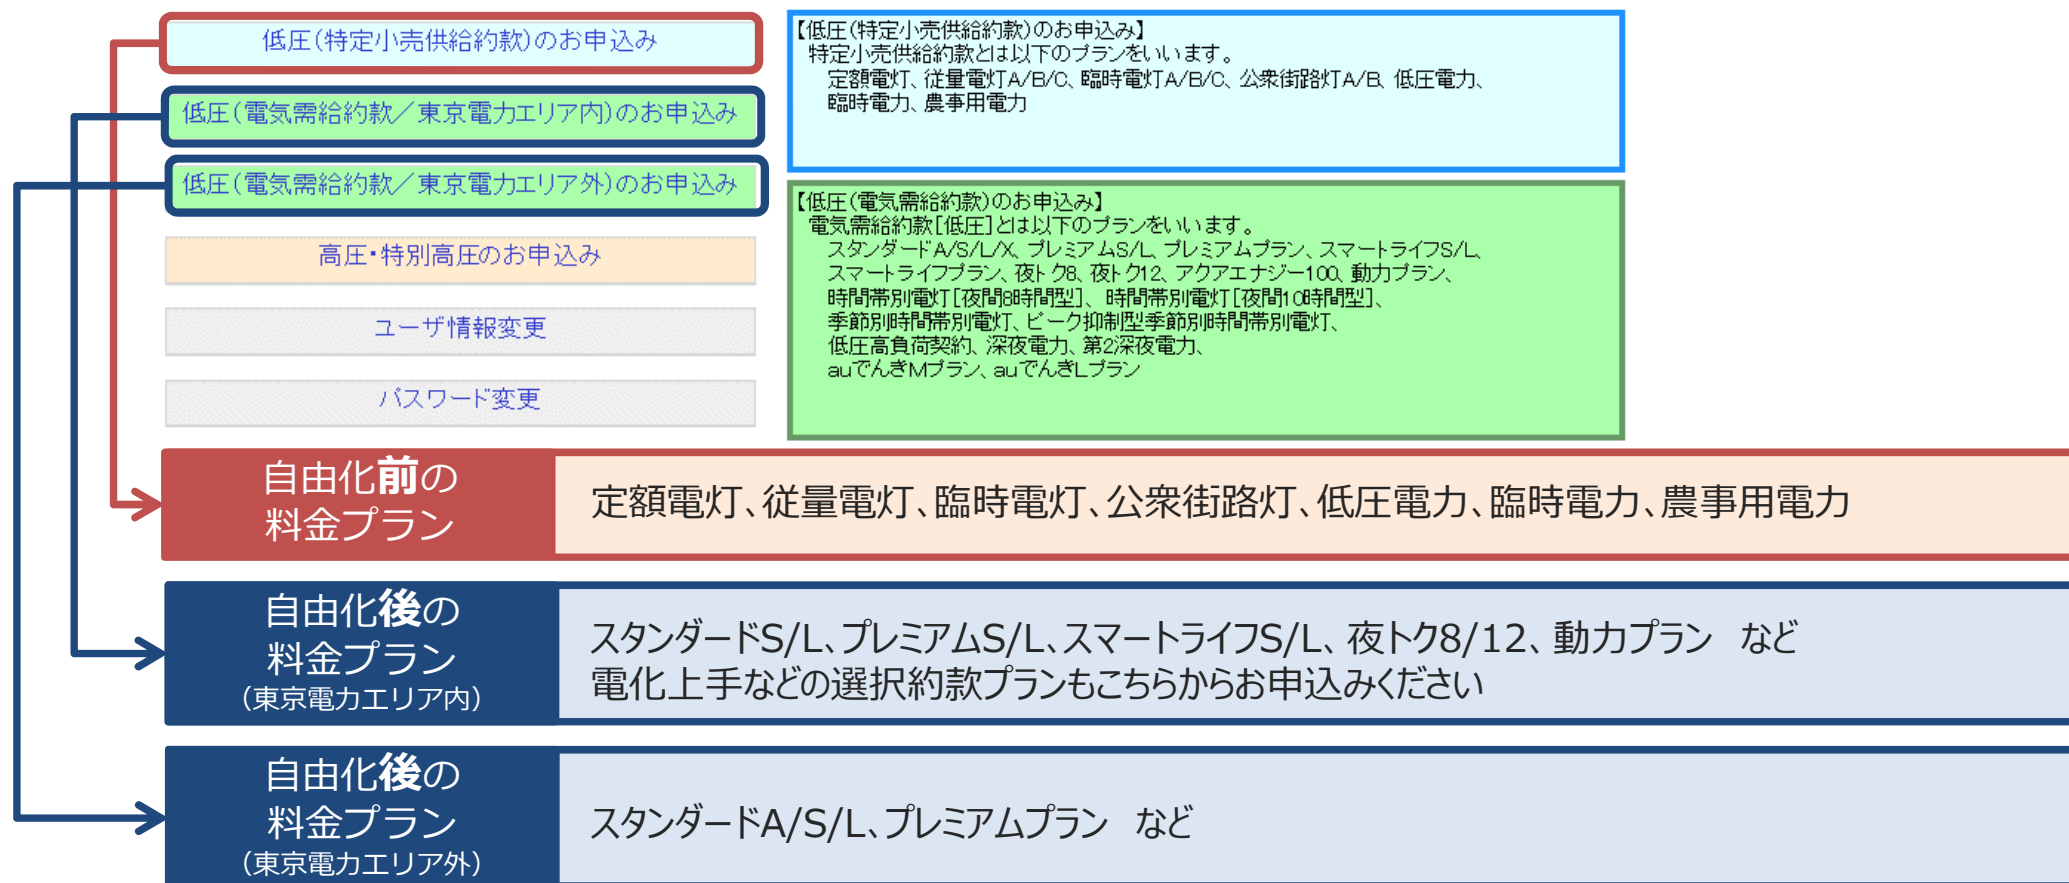 低圧(特定小売供給約款)のお申込み
低圧(電気需給約款／東京電力エリア内)のお申込み
低圧(電気需給約款／東京電力エリア外)のお申込み
高圧・特別高圧のお申込み
ユーザ情報変更
パスワード変更
【低圧(特定小売供給約款)のお申込み】
特定小売供給約款とは以下のプランをいいます。
定額電灯、従量電灯A/B/C、臨時電灯A/B/C、公衆街路灯A/B、低圧電力、
臨時電力、農事用電力
【低圧(電気需給約款)のお申込み】
電気需給約款[低圧]とは以下のプランをいいます。
スタンダードA/S/L/X、プレミアムS/L、プレミアムプラン、スマートライフS/L、
スマートライフプラン、夜トク8、夜トク12、アクアエナジー100、動力プラン、
時間帯別電灯[夜間8時間型]、時間帯別電灯[夜間10時間型]、
季節別時間帯別電灯、ピーク抑制型季節別時間帯別電灯、
低圧高負荷契約、深夜電力、第2深夜電力、
auでんきMプラン、auでんきLプラン
自由化前の
料金プラン
定額電灯､従量電灯､臨時電灯､公衆街路灯､低圧電力､臨時電力､農事用電力
自由化後の
料金プラン
（東京電力エリア内）
スタンダードS/L､プレミアムS/L､スマートライフS/L､夜トク8/12､動力プラン　など
電化上手などの選択約款プランもこちらからお申込みください
自由化後の
料金プラン
（東京電力エリア外）
スタンダードA/S/L､プレミアムプラン　など